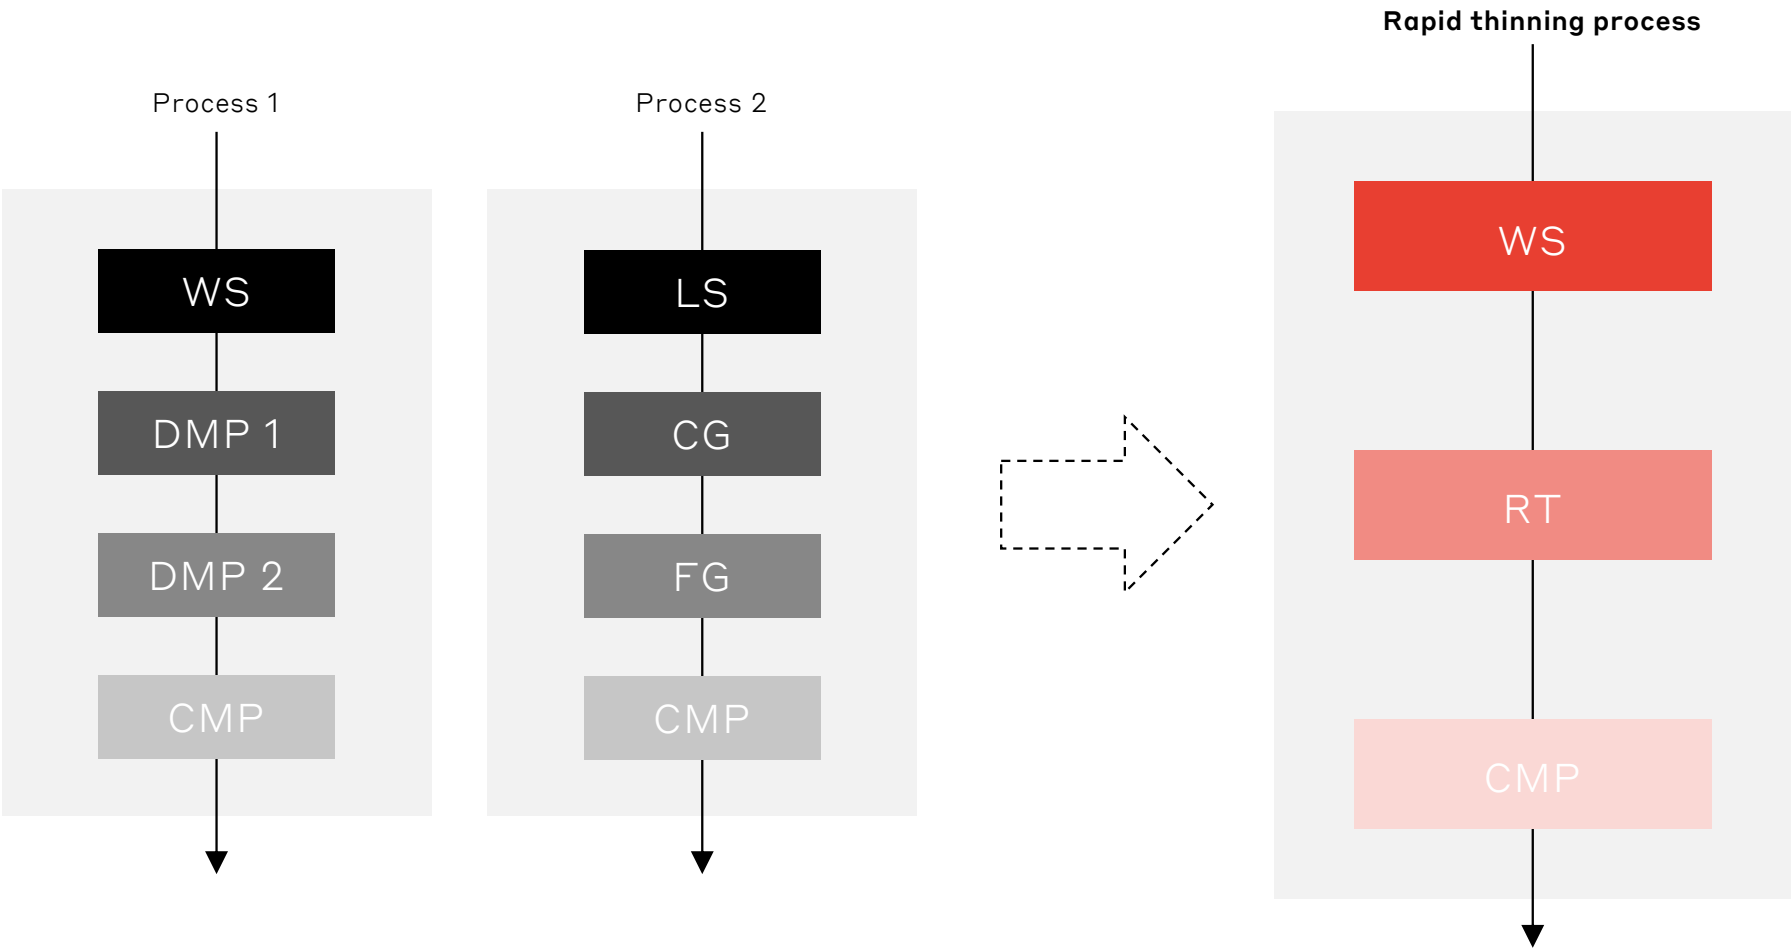 Process 1
WS
DMP 1
DMP 2
CMP
Process 2
LS
CG
FG
CMP
Rapid thinning process
WS
RT
CMP